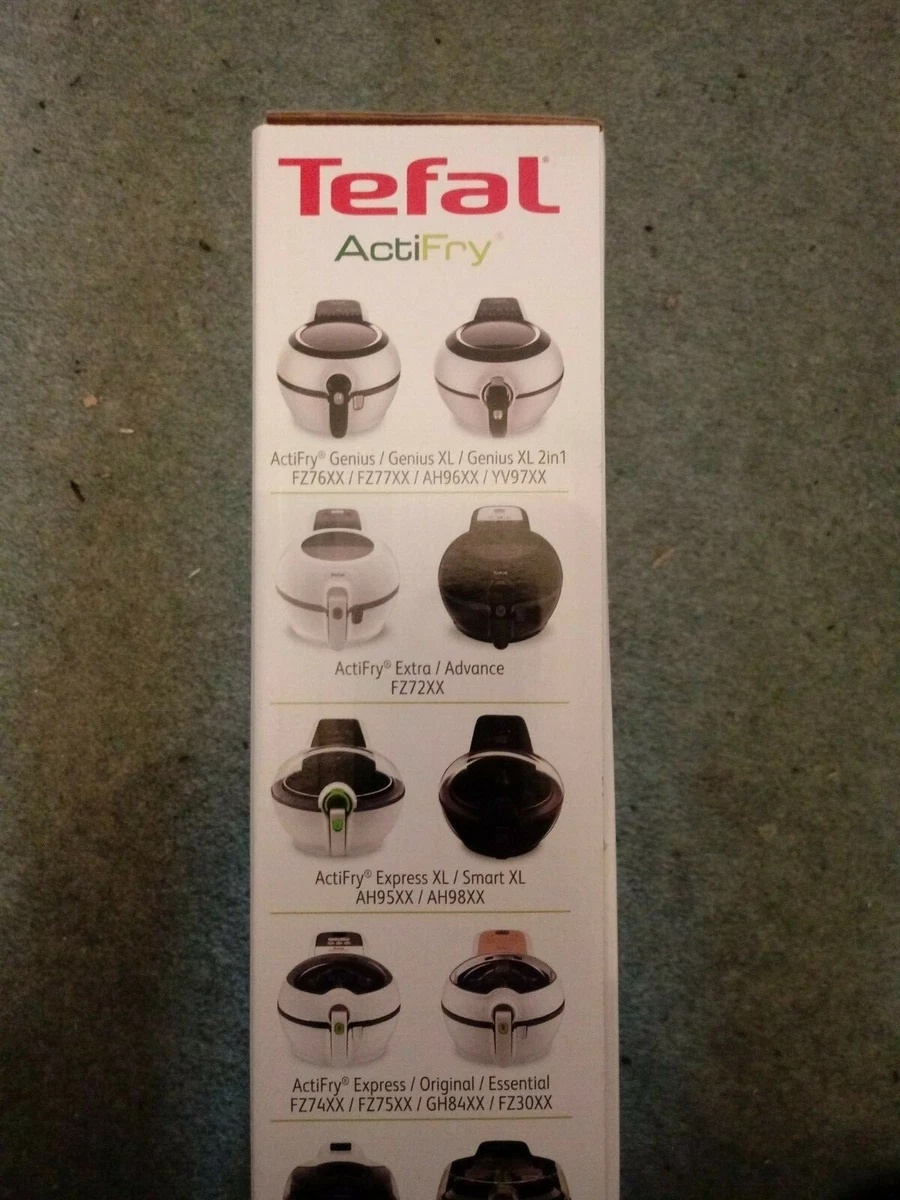 Tefal®
ActiFry®
ActiFry® Genius / Genius XL / Genius XL 2in1
FZ76XX / FZ77XX / AH96XX / YV97XX
ActiFry® Extra / Advance
FZ72XX
ActiFry® Express XL / Smart XL
AH95XX / AH98XX
ActiFry® Express / Original / Essential
FZ74XX / FZ75XX / GH84XX / FZ30XX